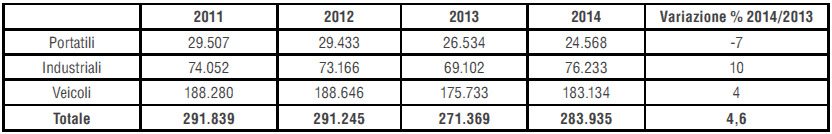 2011 2012 2013 2014 Variazione % 2014/2013
Portatili 29.507 29.433 26.534 24.568 -7
Industriali 74.052 73.166 69.102 76.233 10
Veicoli 188.280 188.646 175.733 183.134 4
Totale 291.839 291.245 271.369 283.935 4,6